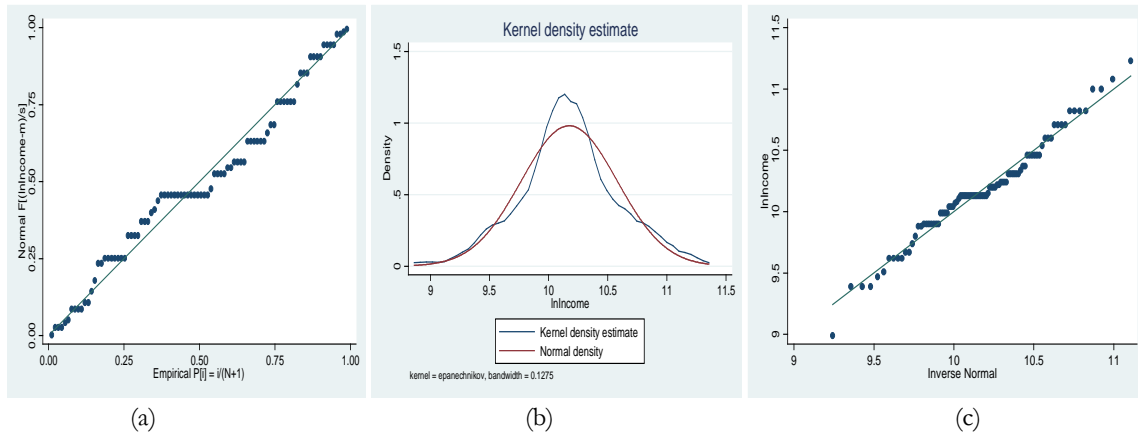 Normal F[(lnIncome-m)/s]
1.00
0.75
0.50
0.25
0.00
0.00 0.25 0.50 0.75 1.00
Empirical P[i] = i/(N+1)
(a)
Kernel density estimate
Density
1.5
1
.5
0
9 9.5 10 10.5 11 11.5
lnIncome
Kernel density estimate
Normal density
kernel = epanechnikov, bandwidth = 0.1275
(b)
lnIncome
11.5
11
10.5
10
9.5
9
9 9.5 10 10.5 11
Inverse Normal
(c)